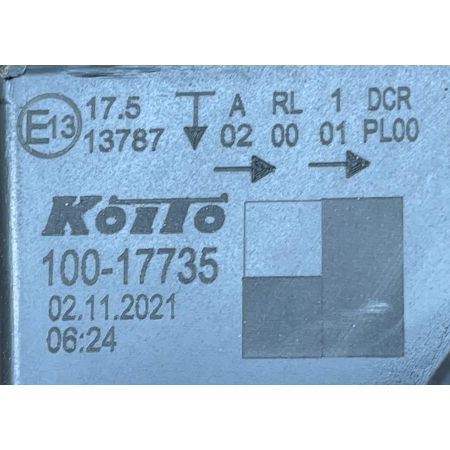 E13 17.5 A RL 1 DCR
13787 02 00 01 PL00
KOITO
100-17735
02.11.2021
06:24